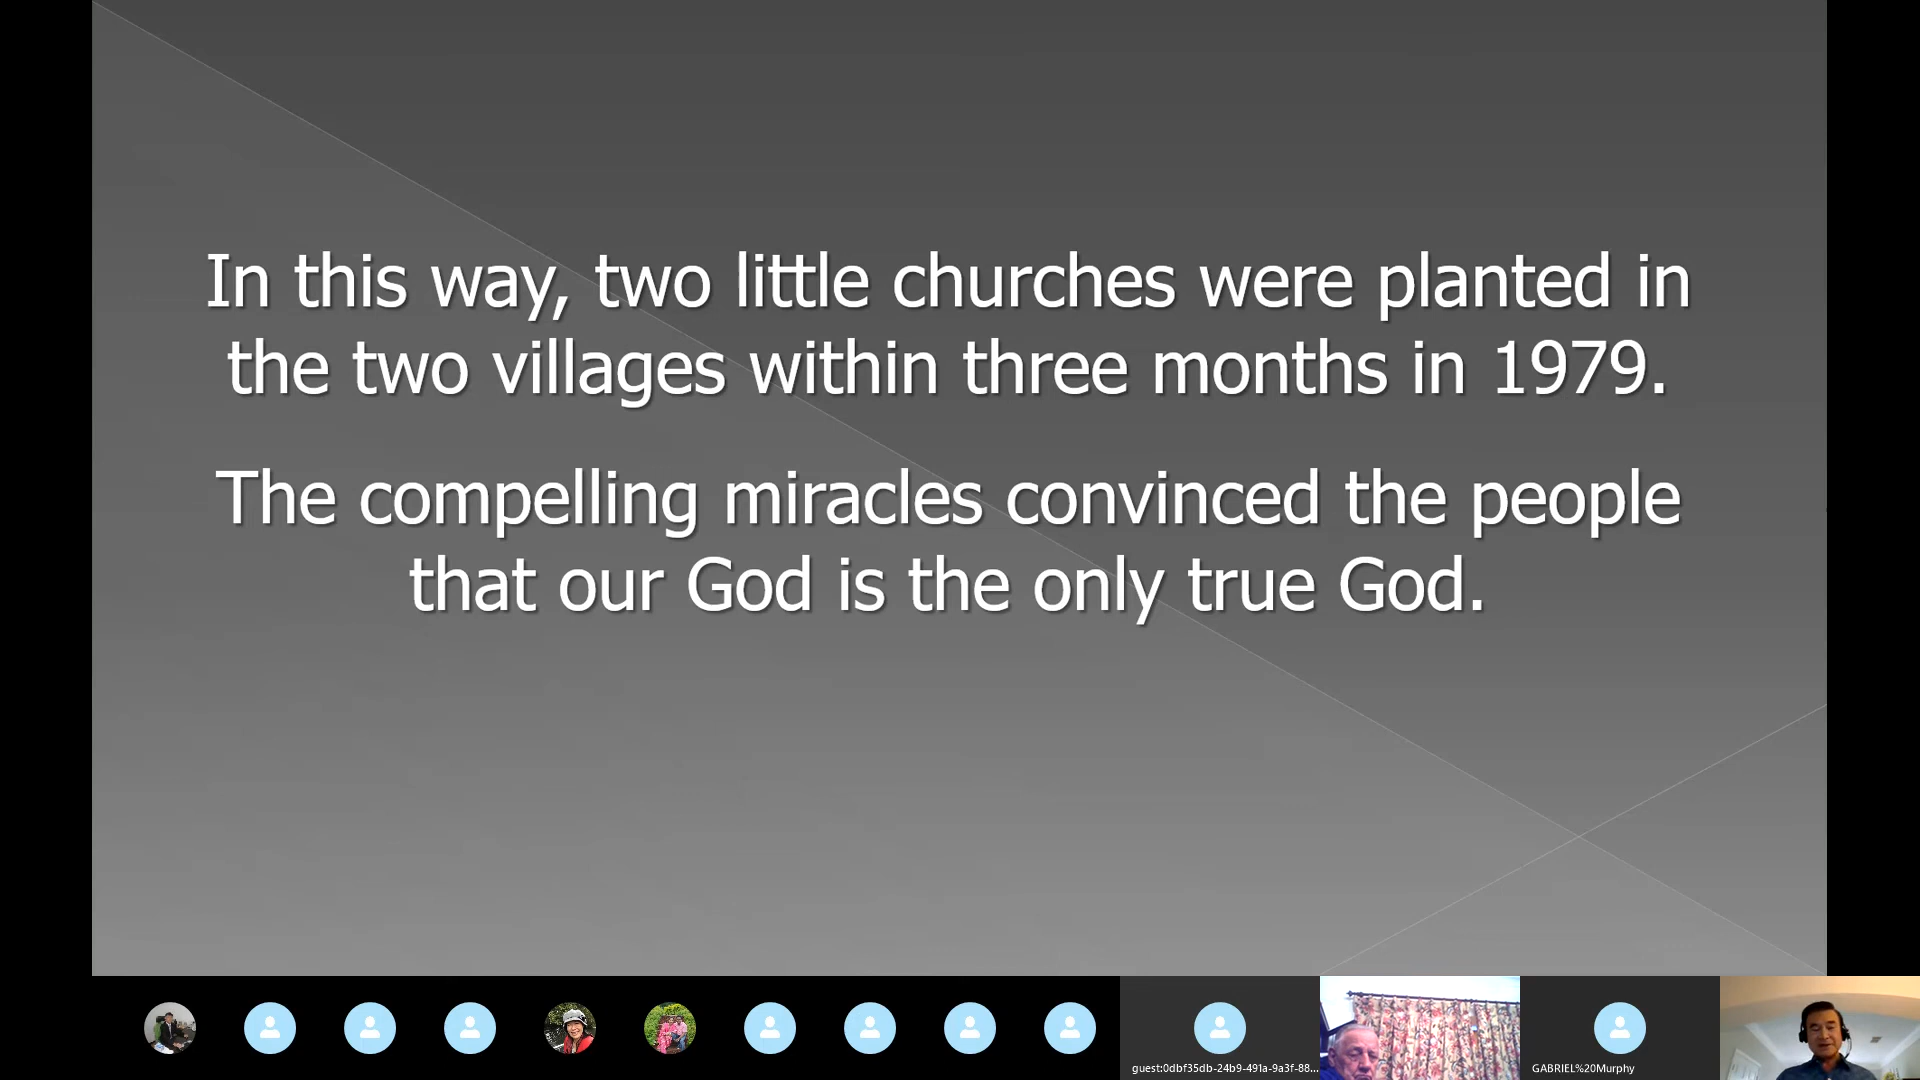 In this way, two little churches were planted in
the two villages within three months in 1979.
The compelling miracles convinced the people
that our God is the only true God.
guest:0dbf35db-24b9-491a-9a3f-88...
GABRIEL%20Murphy